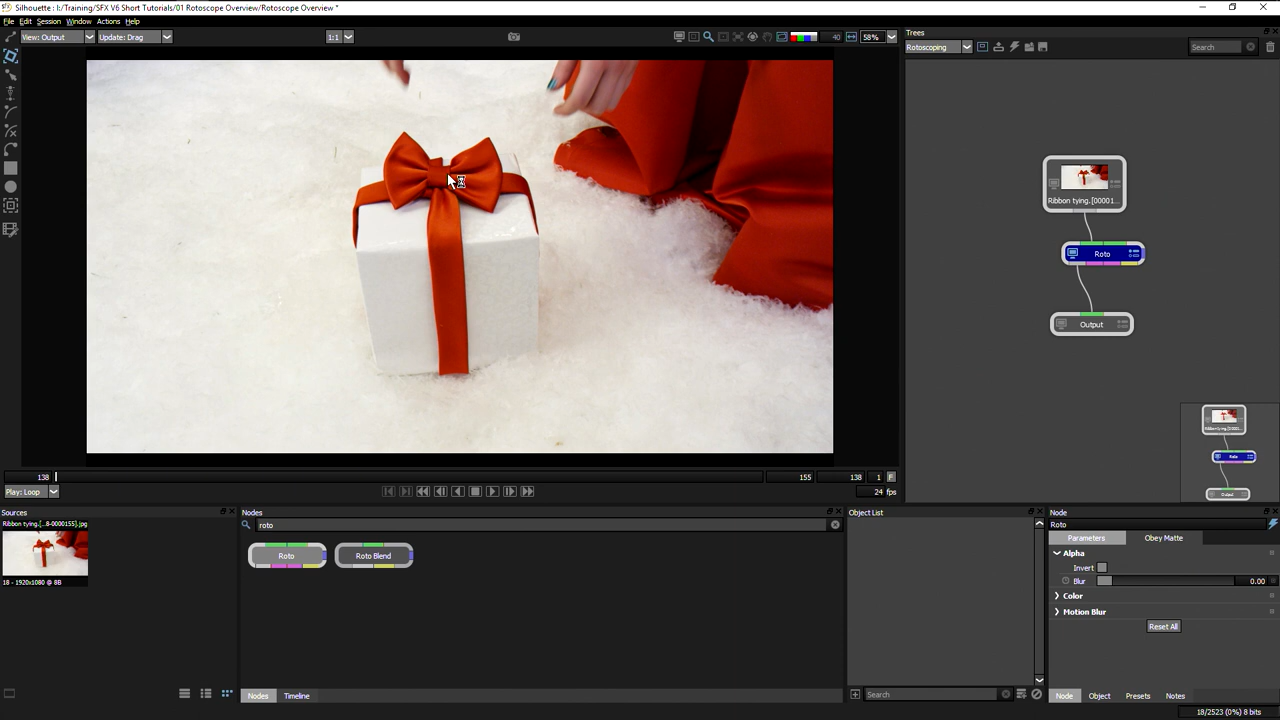 Silhouette : I:/Training/SFX V6 Short Tutorials/01 Rotoscope Overview/Rotoscope Overview *
File Edit Session Window Actions Help
View: Output Update: Drag 1:1 40 58%
Trees
Rotoscoping Search
Ribbon tying.[00001...
Roto
Output
Roto
Output
138 155 138 1 F
Play: Loop 24 fps
Sources Nodes Object List Node
Ribbon tying.[...8-0000155].jpg
roto
Roto
Parameters Obey Matte
Roto Roto Blend
Alpha
Invert
Blur 0.00
18 - 1920x1080 @ 8B
Color
Motion Blur
Reset All
Nodes Timeline
Search
Node Object Presets Notes
18/2523 (0%) 8 bits